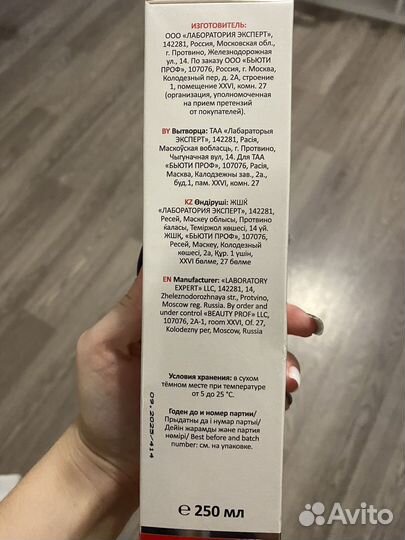 ИЗГОТОВИТЕЛЬ:
ООО «ЛАБОРАТОРИЯ ЭКСПЕРТ»,
142281, Россия, Московская обл.,
г. Протвино, Железнодорожная
ул., 14. По заказу ООО «БЬЮТИ
ПРОФ», 107076, Россия, г. Москва,
Колодезный пер, д. 2А, строение
1, помещение XXVI, комн. 27
(организация, уполномоченная
на прием претензий
от покупателей).
BY Вытворца: ТАА «Лабараторыя
ЭКСПЕРТ», 142281, Расія,
Маскоўская вобласць, г. Протвино,
Чыгуначная вул, 14. Для ТАА
«БЬЮТИ ПРОФ», 107076, Расія,
Масква, Калодзежны зав., 2а.,
буд.1, пам. XXVI, комн. 27
KZ Өндіруші: ЖШҚ
«ЛАБОРАТОРИЯ ЭКСПЕРТ», 142281,
Ресей, Маскеу облысы, Протвино
қаласы, Теміржол көшесі, 14 үй.
ЖШҚ, «БЬЮТИ ПРОФ», 107076,
Ресей, Маскеу, Колодезный
көшесі, 2а, Құр. 1 үшін,
XXVI бөлме, 27 бөлме
EN Manufacturer: «LABORATORY
EXPERT» LLC, 142281, 14,
Zheleznodorozhnaya str., Protvino,
Moscow reg. Russia. By order and
under control «BEAUTY PROF» LLC,
107076, 2A-1, room XXVI, Of. 27,
Kolodezny per, Moscow, Russia
Условия хранения: в сухом
тёмном месте при температуре
от 5 до 25 °C.
Годен до и номер партии/
Прыдатны да і нумар партыі/
Дейін жарамды және партия
нөмірі/ Best before and batch
number: см. на упаковке.
09.2025/414
℮ 250 мл
Avito